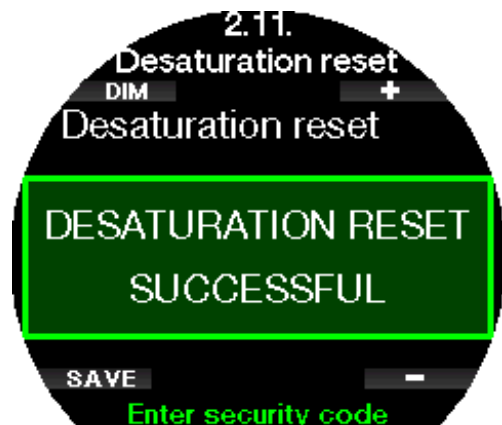 2.11.
Desaturation reset
DIM +
Desaturation reset
DESATURATION RESET
SUCCESSFUL
SAVE -
Enter security code